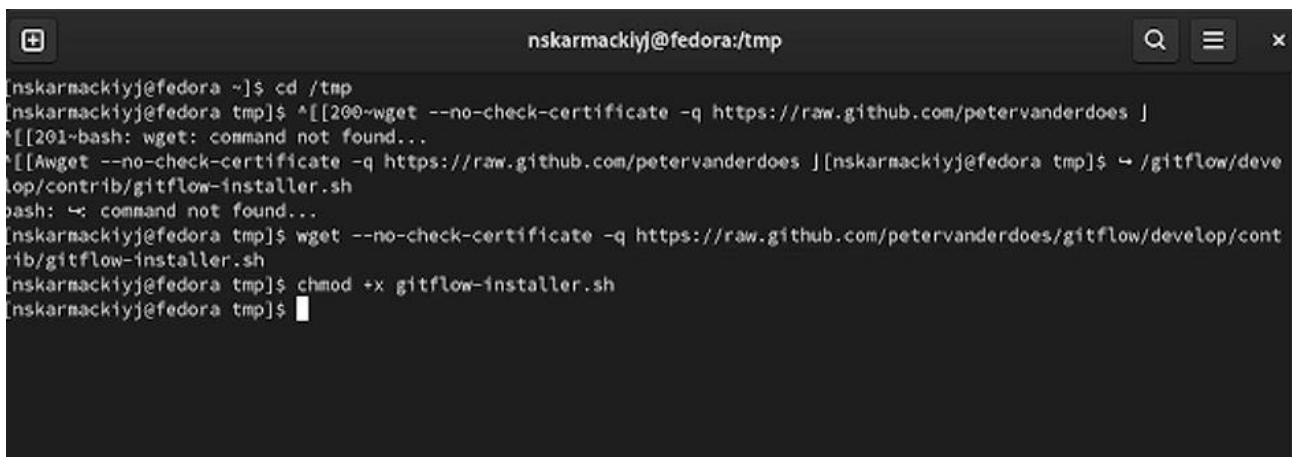 nskarmackiyj@fedora:/tmp
[nskarmackiyj@fedora ~]$ cd /tmp
[nskarmackiyj@fedora tmp]$ ^[[200~wget --no-check-certificate -q https://raw.github.com/petervanderdoes ⌋
^[[201~bash: wget: command not found...
^[[Awget --no-check-certificate -q https://raw.github.com/petervanderdoes ⌋[nskarmackiyj@fedora tmp]$ ↪ /gitflow/deve
lop/contrib/gitflow-installer.sh
bash: ↪: command not found...
[nskarmackiyj@fedora tmp]$ wget --no-check-certificate -q https://raw.github.com/petervanderdoes/gitflow/develop/cont
rib/gitflow-installer.sh
[nskarmackiyj@fedora tmp]$ chmod +x gitflow-installer.sh
[nskarmackiyj@fedora tmp]$